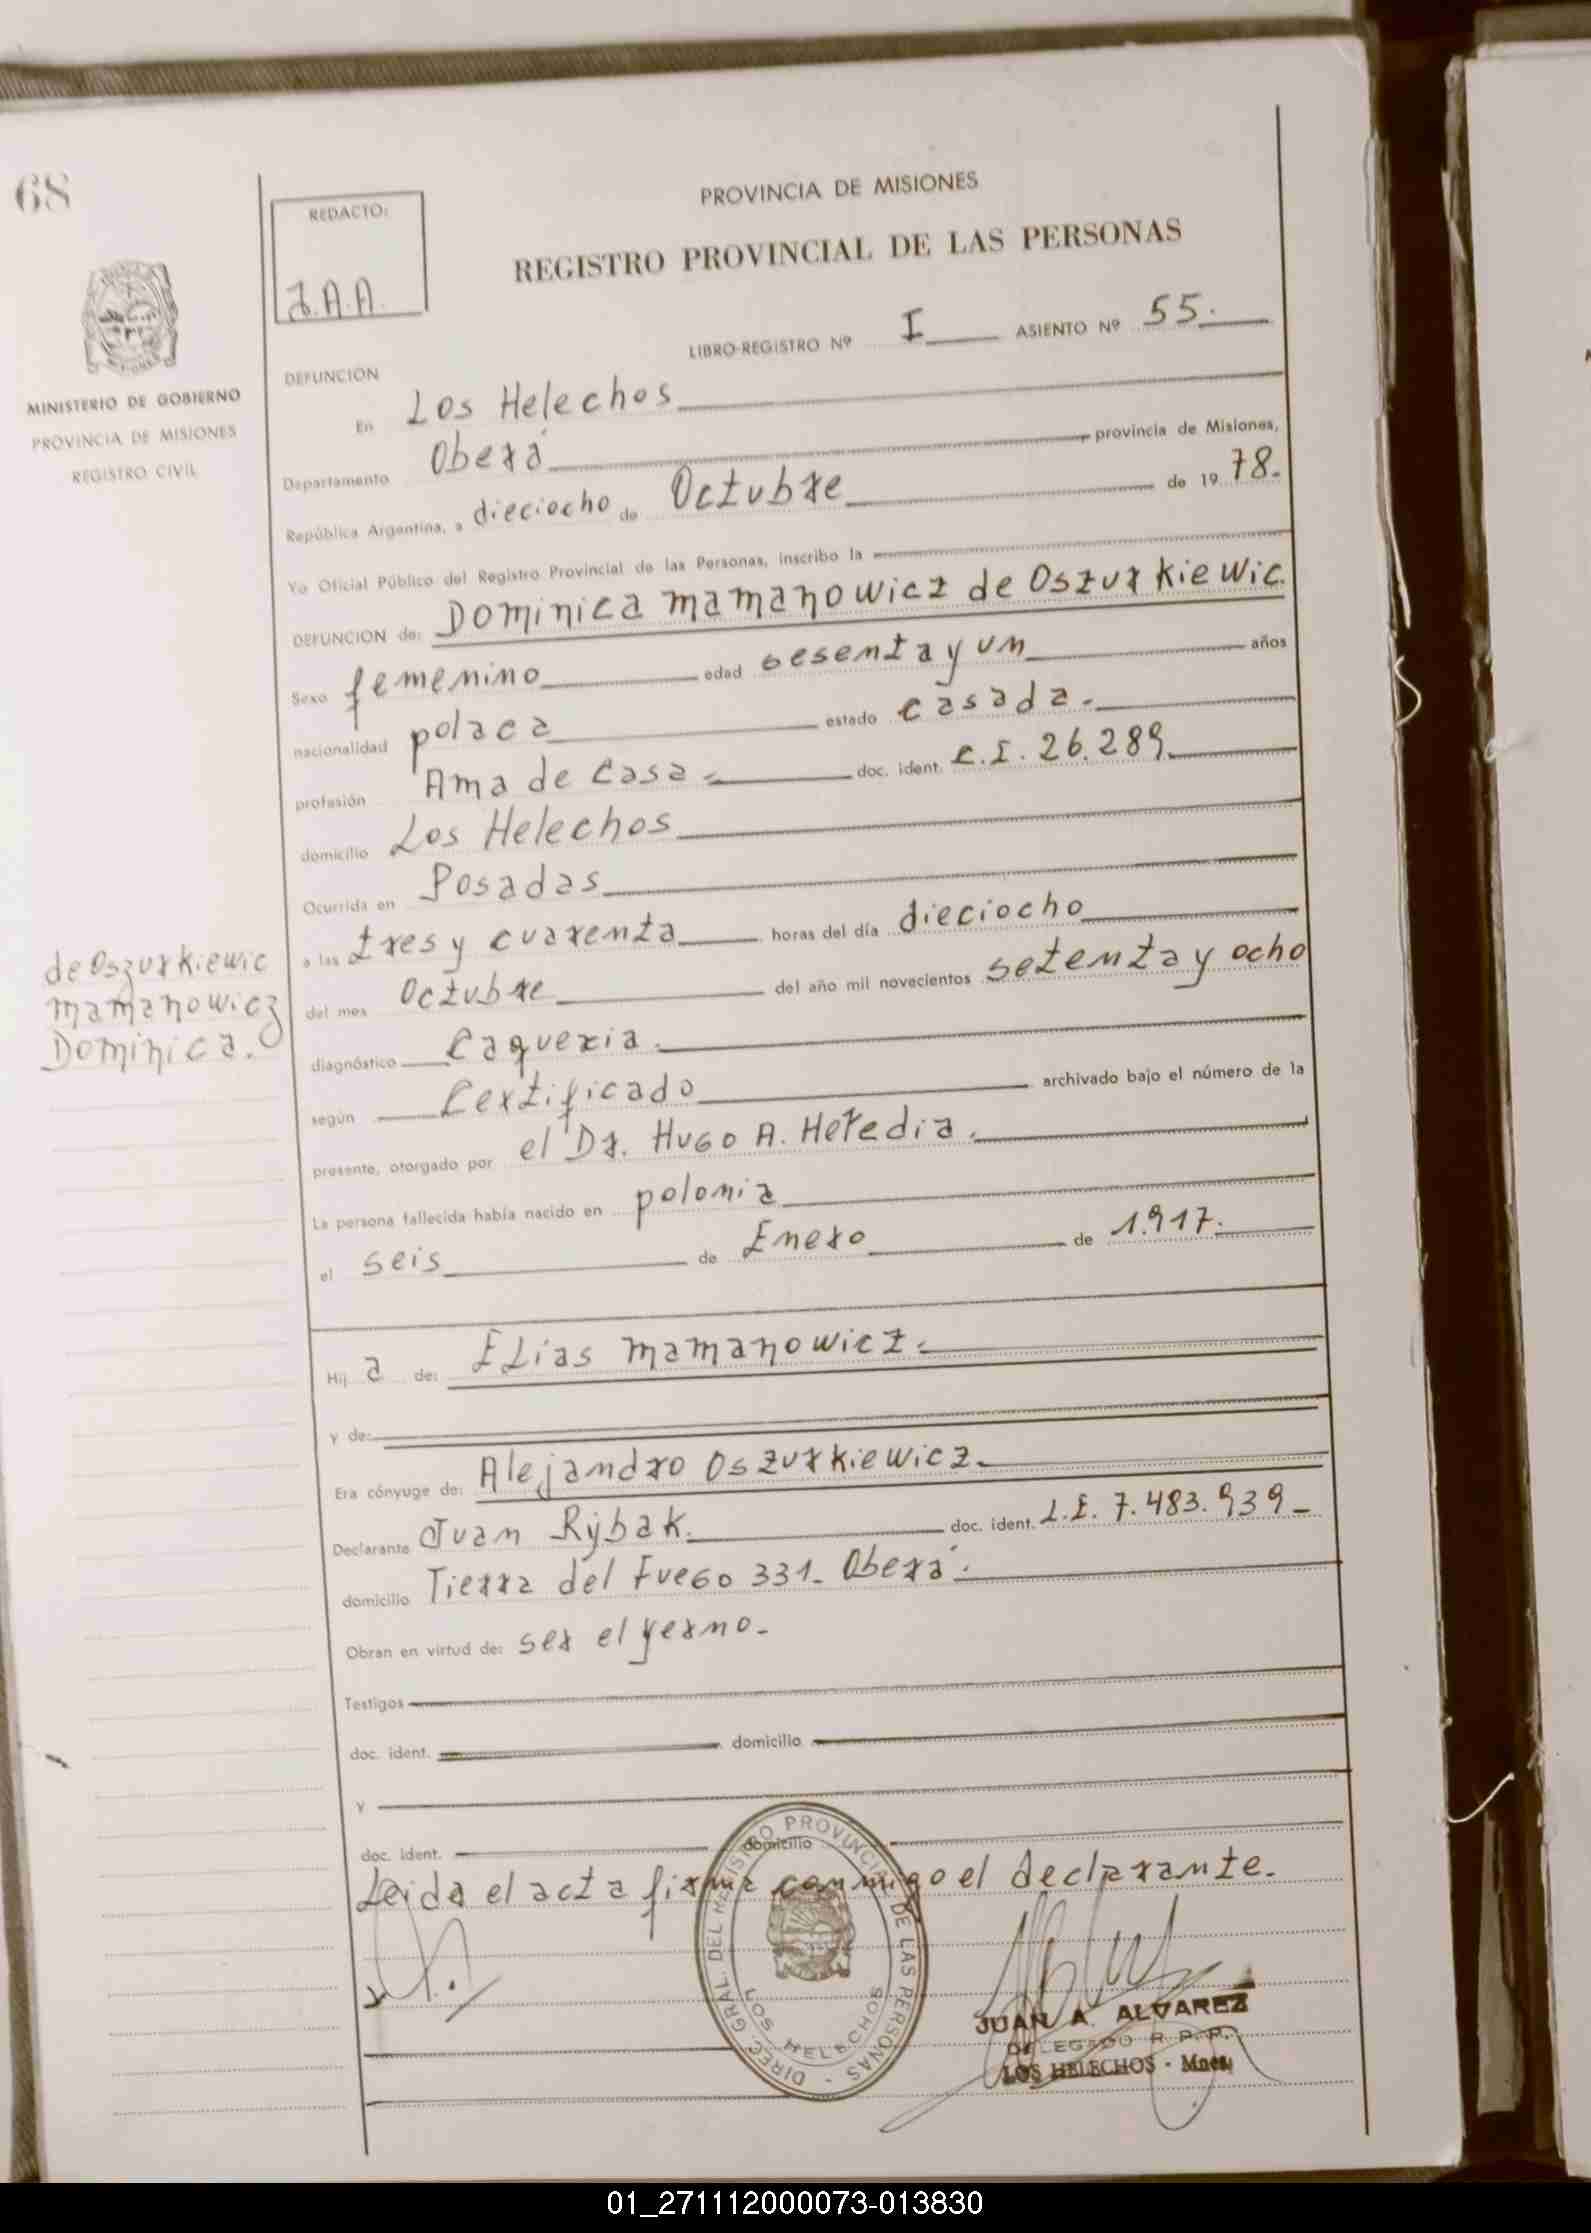 68
REDACTO:
J.A.A.
PROVINCIA DE MISIONES
REGISTRO PROVINCIAL DE LAS PERSONAS
LIBRO-REGISTRO Nº I ASIENTO Nº 55.
MINISTERIO DE GOBIERNO
PROVINCIA DE MISIONES
REGISTRO CIVIL
DEFUNCION
En Los Helechos
Departamento Oberá provincia de Misiones,
República Argentina, a dieciocho de Octubre de 1978.
Yo Oficial Público del Registro Provincial de las Personas, inscribo la
DEFUNCION de: Dominica Mamanowicz de Oszurkiewic.
Sexo femenino edad sesenta y un años
nacionalidad polaca estado casada.
profesión Ama de Casa doc. ident. C.I. 26.289
domicilio Los Helechos
Ocurrida en Posadas
a las tres y cuarenta horas del día dieciocho
del mes Octubre del año mil novecientos setenta y ocho
de Oszurkiewic
Mamanowicz
Dominica.
diagnóstico Caquexia.
según Certificado archivado bajo el número de la
presente, otorgado por el Dr. Hugo A. Heredia.
La persona fallecida había nacido en polonia
el seis de Enero de 1.917.
Hij a de: Elias Mamanowicz.
y de:
Era cónyuge de: Alejandro Oszurkiewicz.
Declarante Juan Rybak. doc. ident. L.E. 7.483.939-
domicilio Tierra del Fuego 331- Oberá.
Obran en virtud de: ser el yerno-
Testigos
doc. ident. domicilio
y
doc. ident. domicilio
Leida el acta firma conmigo el declarante.
DIREC. GRAL. DEL REGISTRO PROVINCIAL DE LAS PERSONAS -
LOS HELECHOS
JUAN A. ALVAREZ
DELEGADO R.P.P.
LOS HELECHOS - Mnes.
01_271112000073-013830